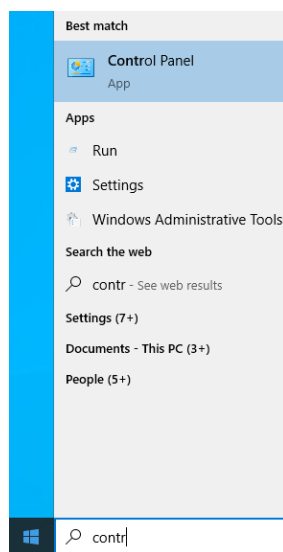 Best match
Control Panel
App
Apps
Run
Settings
Windows Administrative Tools
Search the web
contr - See web results
Settings (7+)
Documents - This PC (3+)
People (5+)
contr